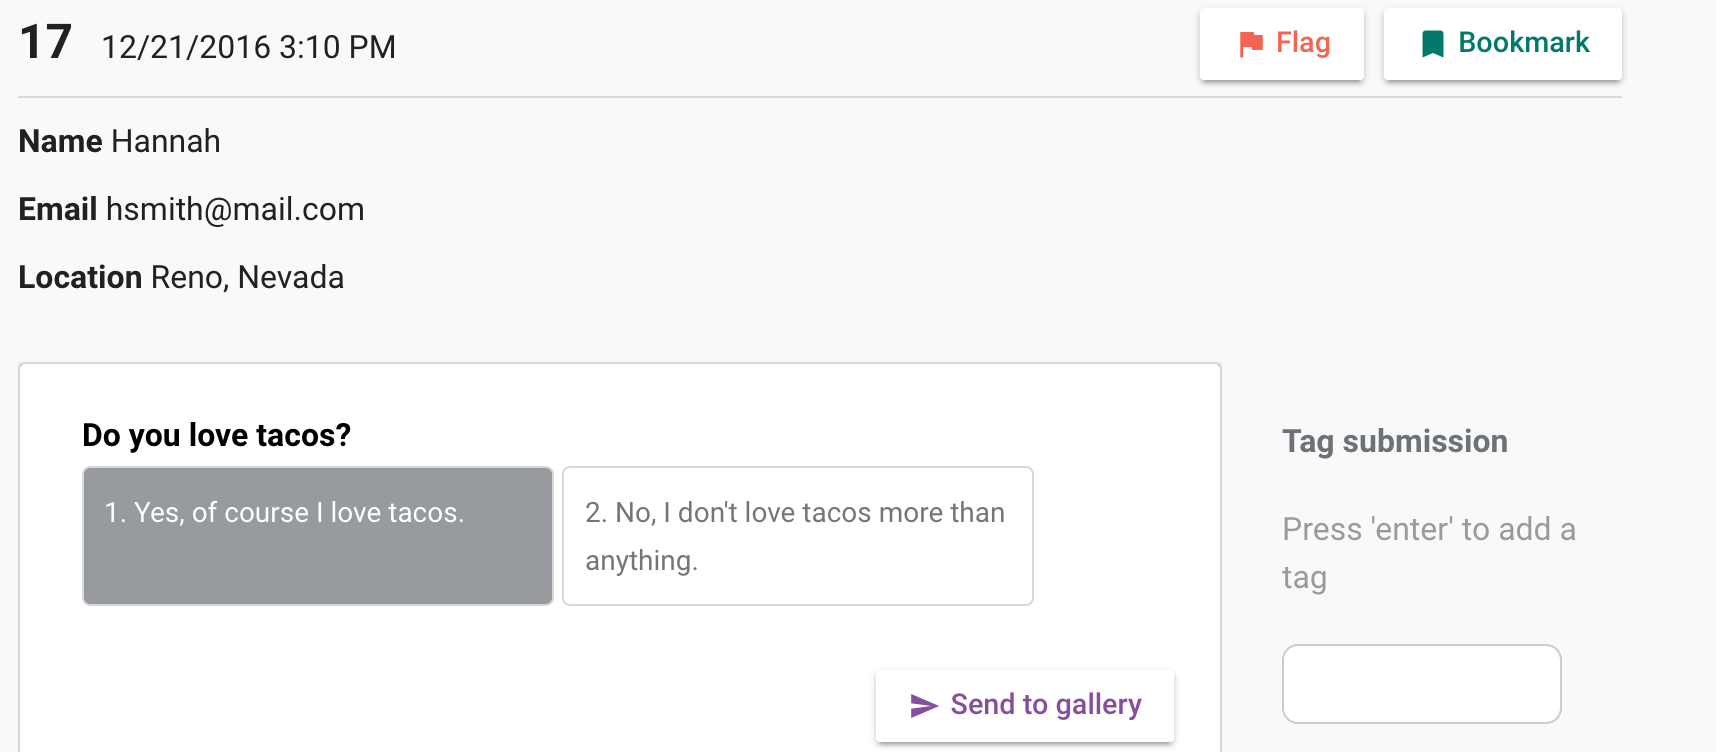 17 12/21/2016 3:10 PM Flag Bookmark
Name Hannah
Email hsmith@mail.com
Location Reno, Nevada
Do you love tacos?
1. Yes, of course I love tacos.
2. No, I don't love tacos more than
anything.
Send to gallery
Tag submission
Press 'enter' to add a
tag